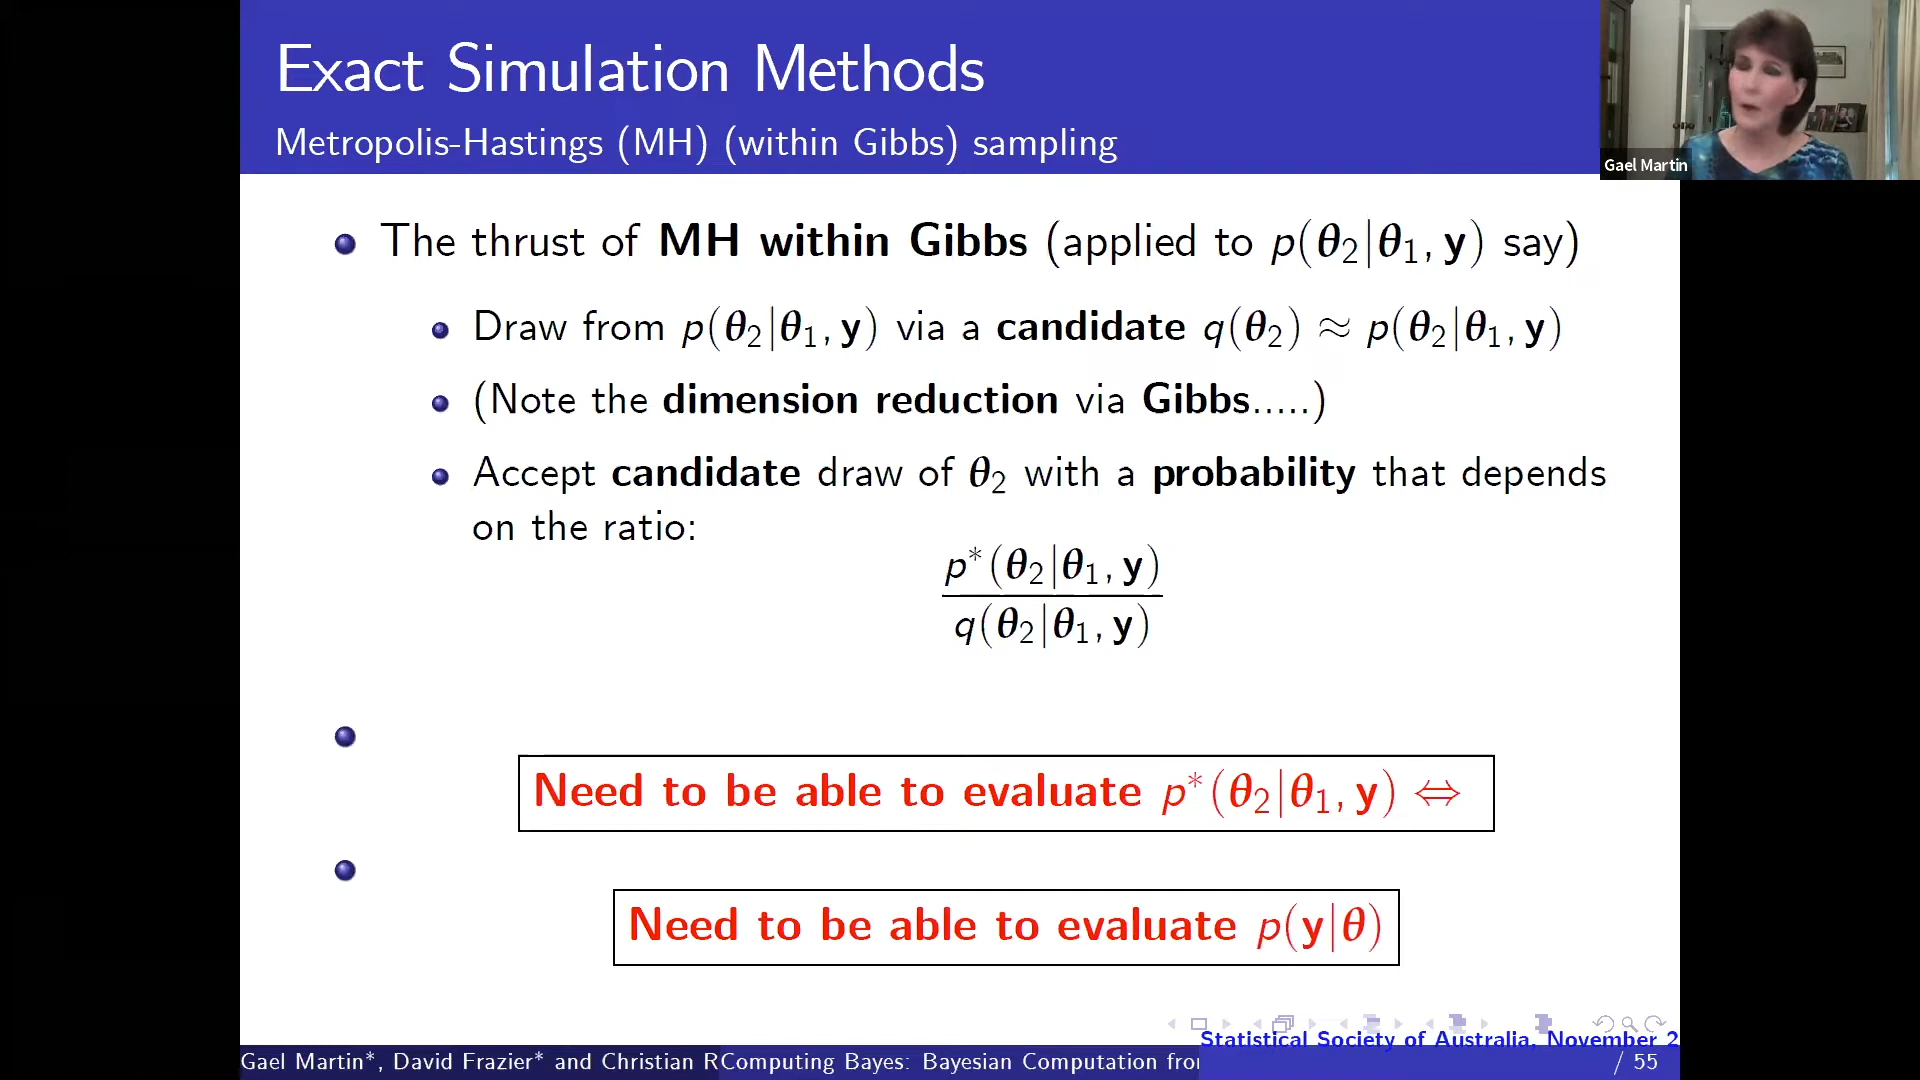 Exact Simulation Methods
Metropolis-Hastings (MH) (within Gibbs) sampling
Gael Martin
The thrust of MH within Gibbs (applied to p(θ₂|θ₁, y) say)
Draw from p(θ₂|θ₁, y) via a candidate q(θ₂) ≈ p(θ₂|θ₁, y)
(Note the dimension reduction via Gibbs.....)
Accept candidate draw of θ₂ with a probability that depends
on the ratio:
p*(θ₂|θ₁, y)
q(θ₂|θ₁, y)
Need to be able to evaluate p*(θ₂|θ₁, y) ⇔
Need to be able to evaluate p(y|θ)
Statistical Society of Australia, November 2
Gael Martin*, David Frazier* and Christian R
Computing Bayes: Bayesian Computation from
/ 55